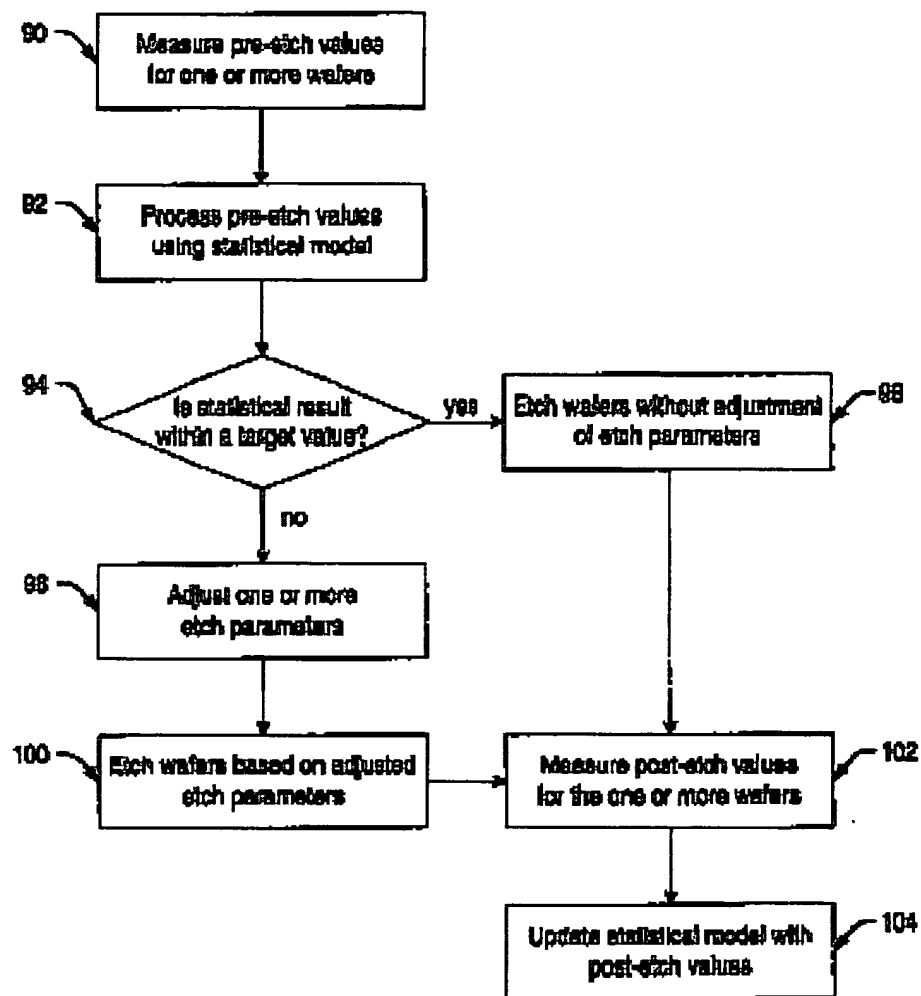 90
Measure pre-etch values
for one or more wafers
92
Process pre-etch values
using statistical model
94
Is statistical result
within a target value?
yes
Etch wafers without adjustment
of etch parameters
no
Adjust one or more
etch parameters
100
Etch wafers based on adjusted
etch parameters
Measure post-etch values
for the one or more wafers
102
Update statistical model with
post-etch values
104